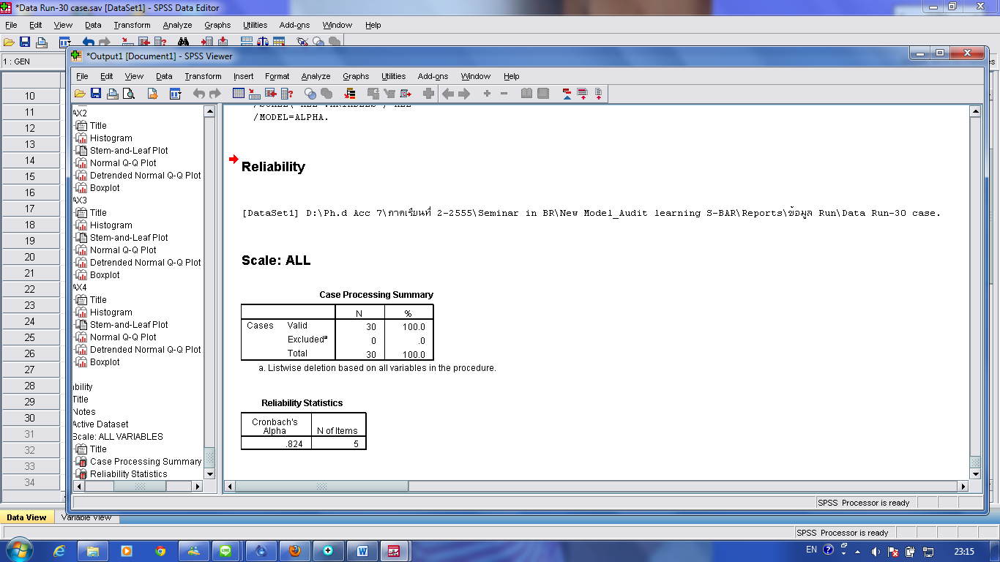 *Data Run-30 case.sav [DataSet1] - SPSS Data Editor
File Edit View Data Transform Analyze Graphs Utilities Add-ons Window Help
1 : GEN
10
11
12
13
14
15
16
17
18
19
20
21
22
23
24
25
26
27
28
29
30
31
32
33
34
*Output1 [Document1] - SPSS Viewer
File Edit View Data Transform Insert Format Analyze Graphs Utilities Add-ons Window Help
AX2
Title
Histogram
Stem-and-Leaf Plot
Normal Q-Q Plot
Detrended Normal Q-Q Plot
Boxplot
AX3
Title
Histogram
Stem-and-Leaf Plot
Normal Q-Q Plot
Detrended Normal Q-Q Plot
Boxplot
AX4
Title
Histogram
Stem-and-Leaf Plot
Normal Q-Q Plot
Detrended Normal Q-Q Plot
Boxplot
ability
Title
Notes
Active Dataset
Scale: ALL VARIABLES
Title
Case Processing Summary
Reliability Statistics
/MODEL=ALPHA.
Reliability
[DataSet1] D:\Ph.d Acc 7\ภาคเรียนที่ 2-2555\Seminar in BR\New Model_Audit learning S-BAR\Reports\ข้อมูล Run\Data Run-30 case.
Scale: ALL
Case Processing Summary
N %
Cases Valid 30 100.0
Excludedª 0 .0
Total 30 100.0
a. Listwise deletion based on all variables in the procedure.
Reliability Statistics
Cronbach's
Alpha N of Items
.824 5
SPSS Processor is ready
Data View Variable View
SPSS Processor is ready
EN 23:15